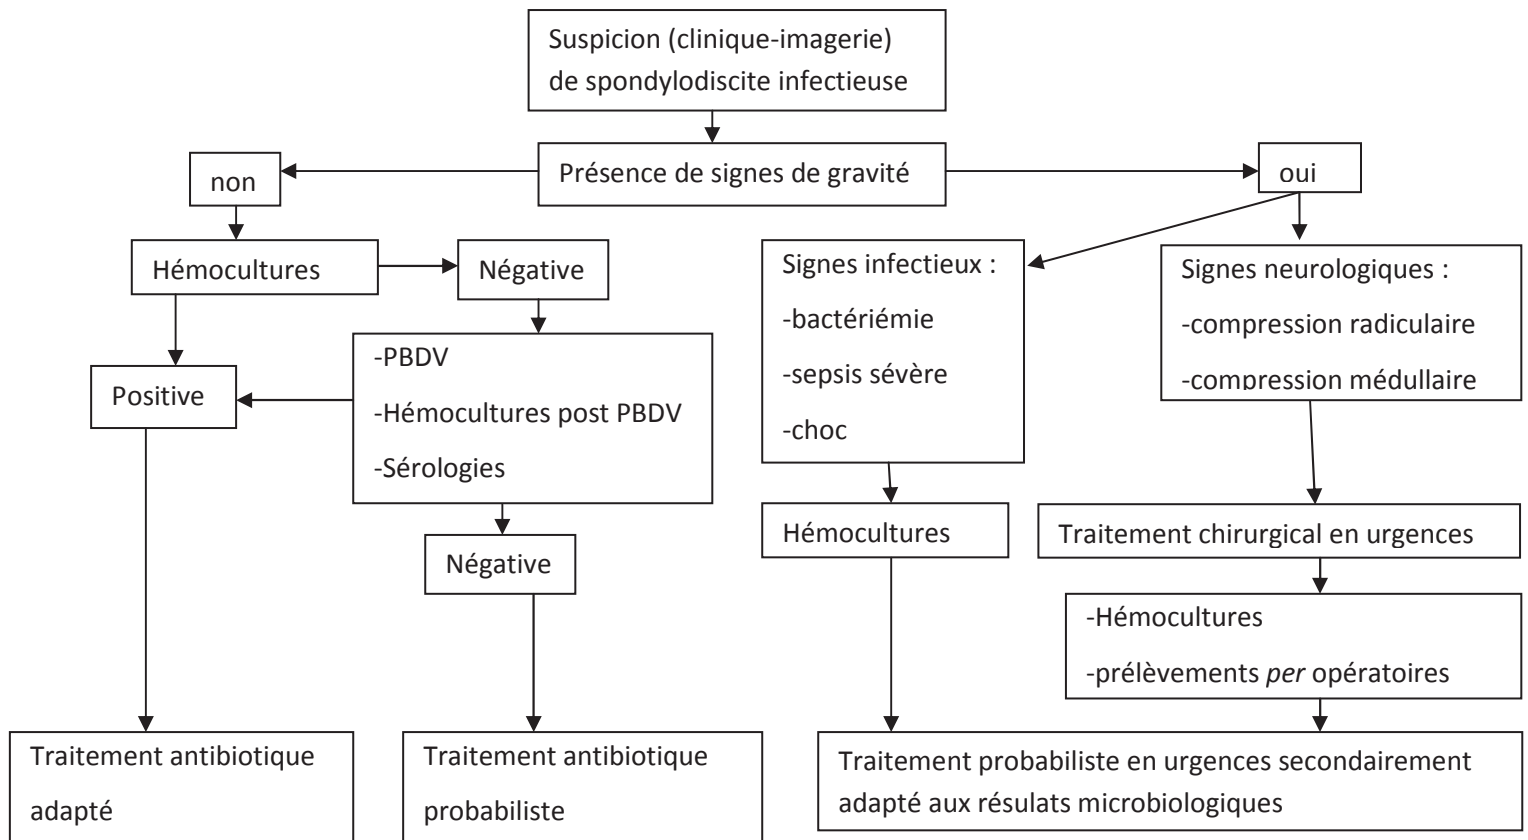 Suspicion (clinique-imagerie)
de spondylodiscite infectieuse
Présence de signes de gravité
non
oui
Hémocultures
Négative
Positive
-PBDV
-Hémocultures post PBDV
-Sérologies
Négative
Signes infectieux :
-bactériémie
-sepsis sévère
-choc
Hémocultures
Signes neurologiques :
-compression radiculaire
-compression médullaire
Traitement chirurgical en urgences
-Hémocultures
-prélèvements per opératoires
Traitement antibiotique
adapté
Traitement antibiotique
probabiliste
Traitement probabiliste en urgences secondairement
adapté aux résulats microbiologiques